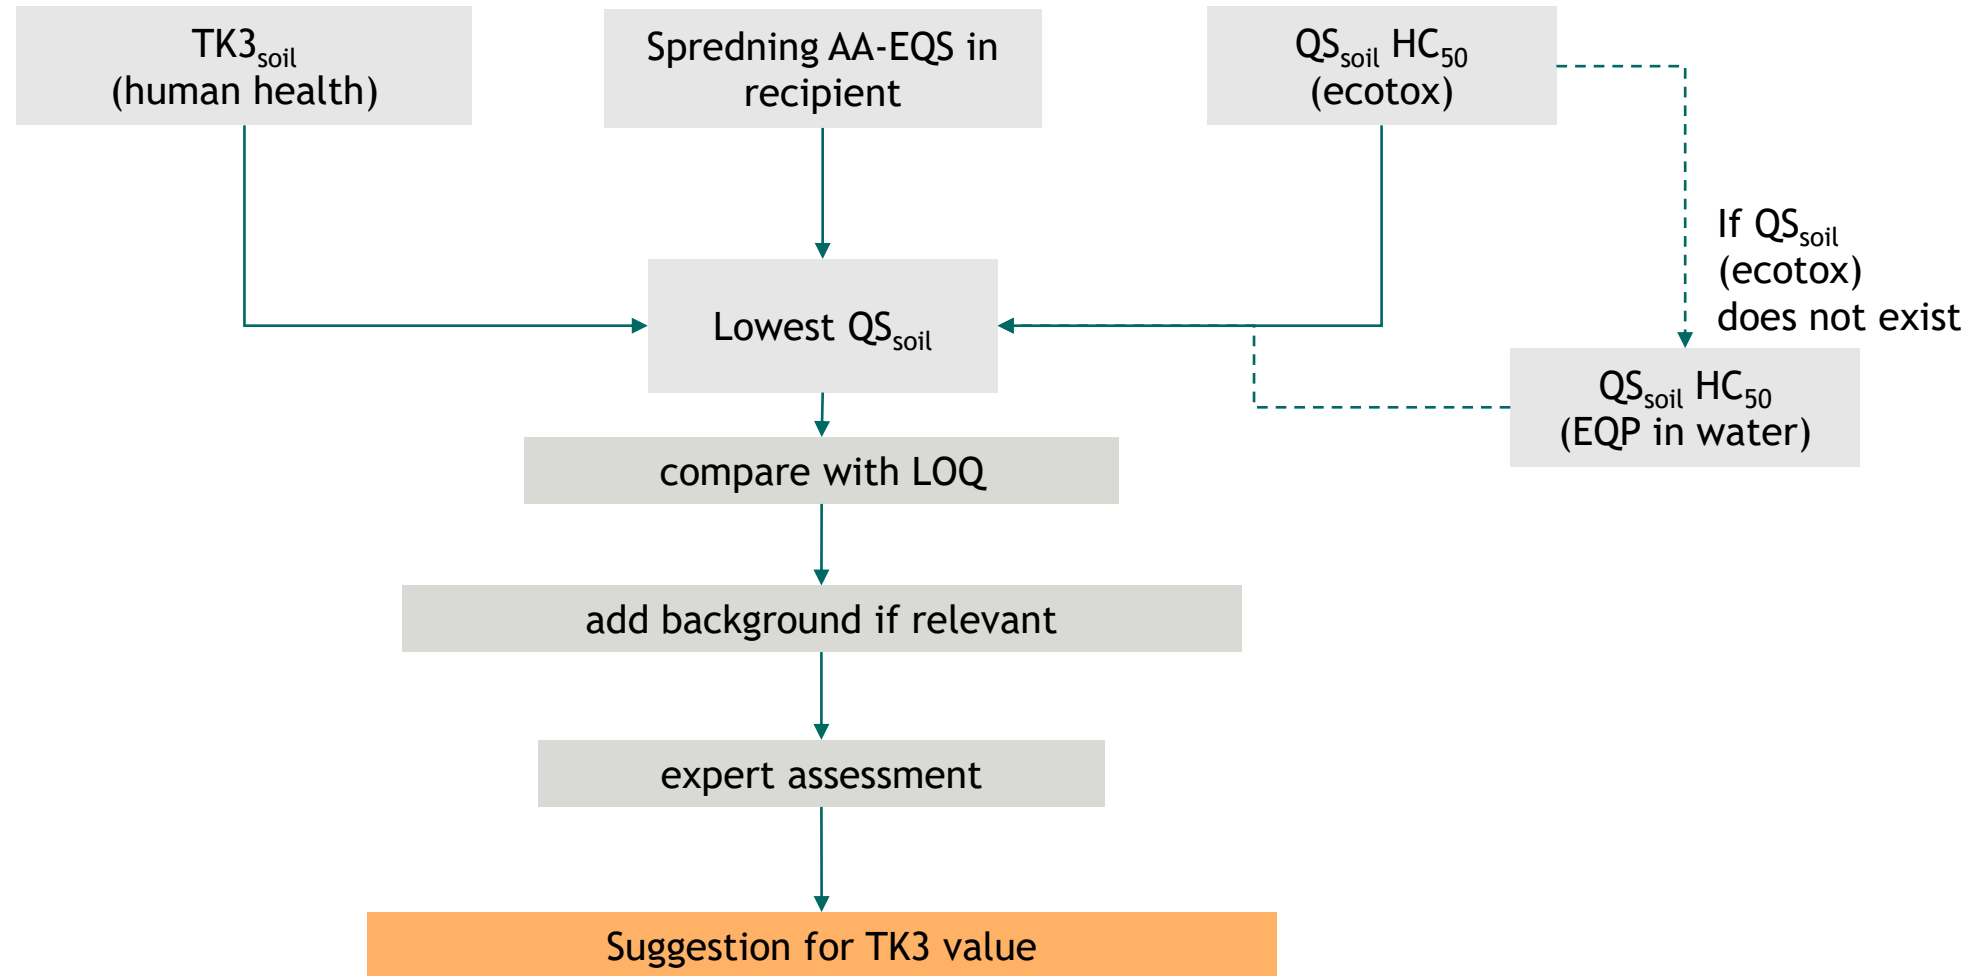 TK3soil
(human health)
Spredning AA-EQS in
recipient
QSsoil HC50
(ecotox)
If QSsoil
(ecotox)
does not exist
Lowest QSsoil
QSsoil HC50
(EQP in water)
compare with LOQ
add background if relevant
expert assessment
Suggestion for TK3 value